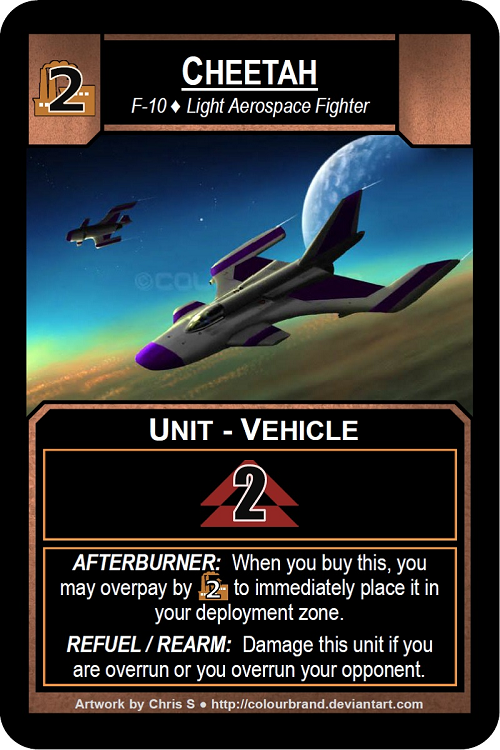 2
CHEETAH
F-10 ♦ Light Aerospace Fighter
©COL
UNIT - VEHICLE
2
AFTERBURNER: When you buy this, you
may overpay by 2 to immediately place it in
your deployment zone.
REFUEL / REARM: Damage this unit if you
are overrun or you overrun your opponent.
Artwork by Chris S ● http://colourbrand.deviantart.com